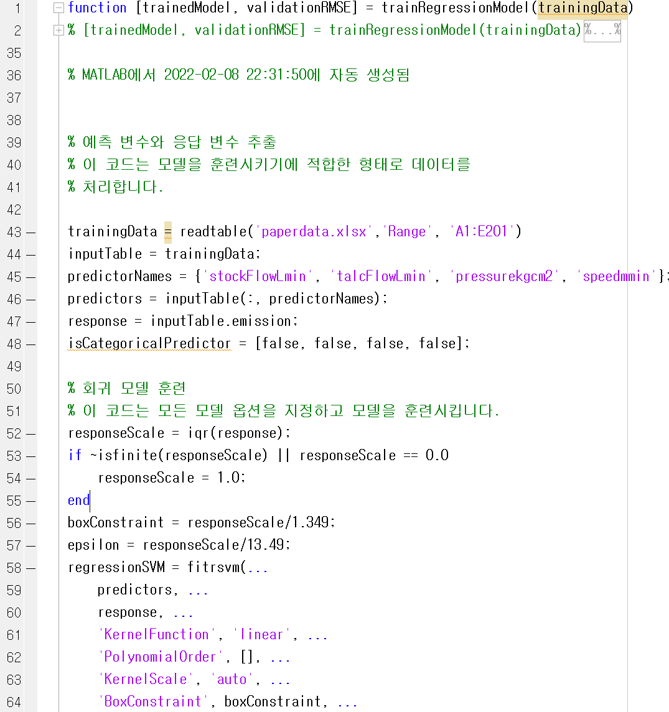 1 function [trainedModel, validationRMSE] = trainRegressionModel(trainingData)
2 % [trainedModel, validationRMSE] = trainRegressionModel(trainingData)%...%
35
36 % MATLAB에서 2022-02-08 22:31:50에 자동 생성됨
37
38
39 % 예측 변수와 응답 변수 추출
40 % 이 코드는 모델을 훈련시키기에 적합한 형태로 데이터를
41 % 처리합니다.
42
43 – trainingData = readtable('paperdata.xlsx','Range', 'A1:E201')
44 – inputTable = trainingData;
45 – predictorNames = {'stockFlowLmin', 'talcFlowLmin', 'pressurekgcm2', 'speedmmin'};
46 – predictors = inputTable(:, predictorNames);
47 – response = inputTable.emission;
48 – isCategoricalPredictor = [false, false, false, false];
49
50 % 회귀 모델 훈련
51 % 이 코드는 모든 모델 옵션을 지정하고 모델을 훈련시킵니다.
52 – responseScale = iqr(response);
53 – if ~isfinite(responseScale) || responseScale == 0.0
54 – responseScale = 1.0;
55 – end
56 – boxConstraint = responseScale/1.349;
57 – epsilon = responseScale/13.49;
58 – regressionSVM = fitrsvm(...
59 predictors, ...
60 response, ...
61 'KernelFunction', 'linear', ...
62 'PolynomialOrder', [], ...
63 'KernelScale', 'auto', ...
64 'BoxConstraint', boxConstraint, ...